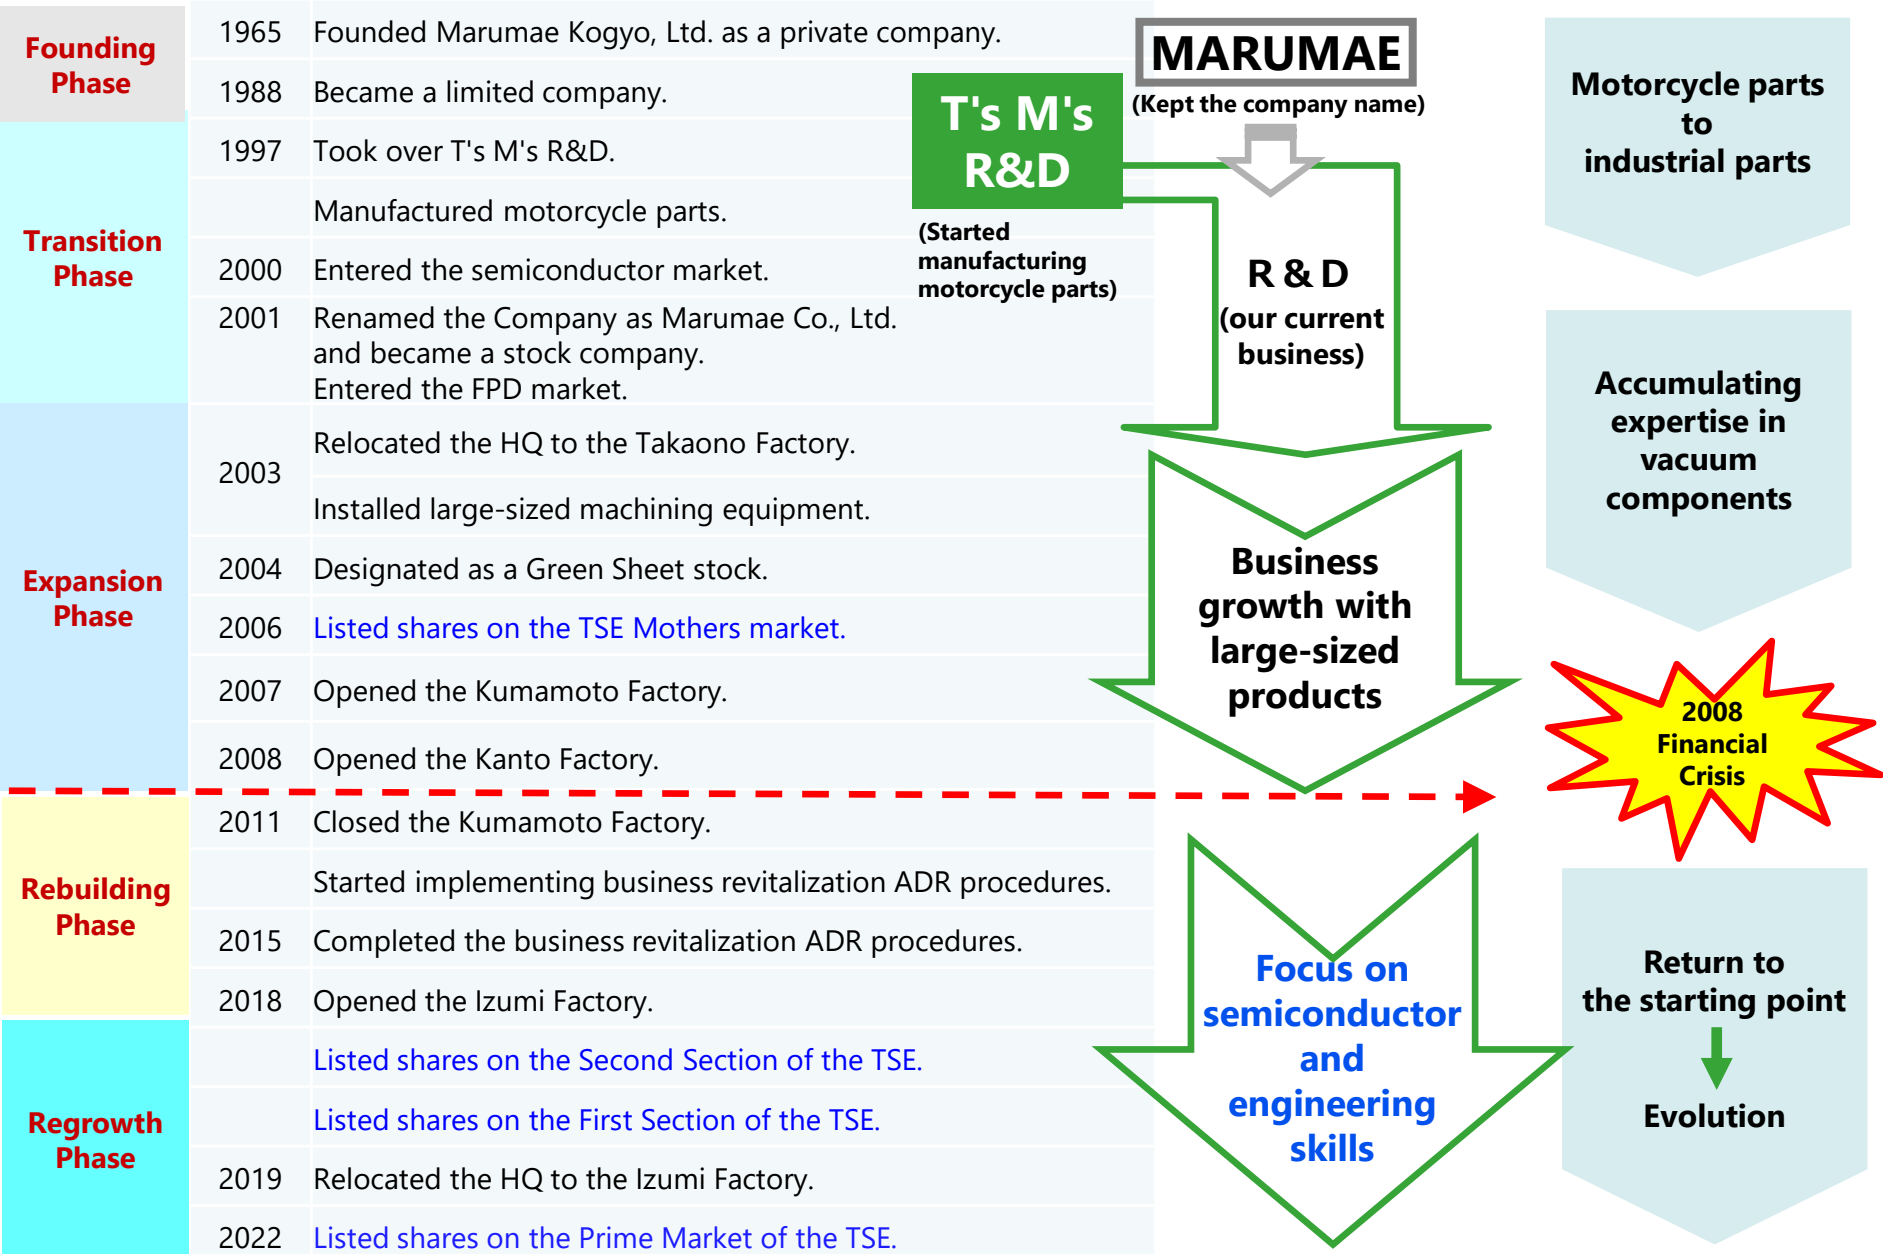 Founding
Phase
1965 Founded Marumae Kogyo, Ltd. as a private company.
1988 Became a limited company.
Transition
Phase
1997 Took over T's M's R&D.
Manufactured motorcycle parts.
2000 Entered the semiconductor market.
2001 Renamed the Company as Marumae Co., Ltd.
and became a stock company.
Entered the FPD market.
Expansion
Phase
2003 Relocated the HQ to the Takaono Factory.
Installed large-sized machining equipment.
2004 Designated as a Green Sheet stock.
2006 Listed shares on the TSE Mothers market.
2007 Opened the Kumamoto Factory.
2008 Opened the Kanto Factory.
Rebuilding
Phase
2011 Closed the Kumamoto Factory.
Started implementing business revitalization ADR procedures.
2015 Completed the business revitalization ADR procedures.
2018 Opened the Izumi Factory.
Regrowth
Phase
Listed shares on the Second Section of the TSE.
Listed shares on the First Section of the TSE.
2019 Relocated the HQ to the Izumi Factory.
2022 Listed shares on the Prime Market of the TSE.
T's M's
R&D
(Started
manufacturing
motorcycle parts)
MARUMAE
(Kept the company name)
R & D
(our current
business)
Business
growth with
large-sized
products
Focus on
semiconductor
and
engineering
skills
Motorcycle parts
to
industrial parts
Accumulating
expertise in
vacuum
components
2008
Financial
Crisis
Return to
the starting point
Evolution